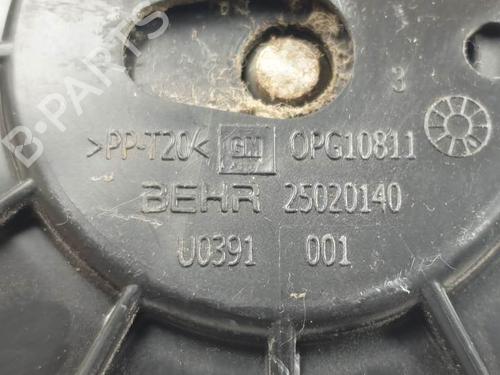 B-PARTS
3
>PP-T20< GM OPG10811
BEHR 25020140
U0391 001